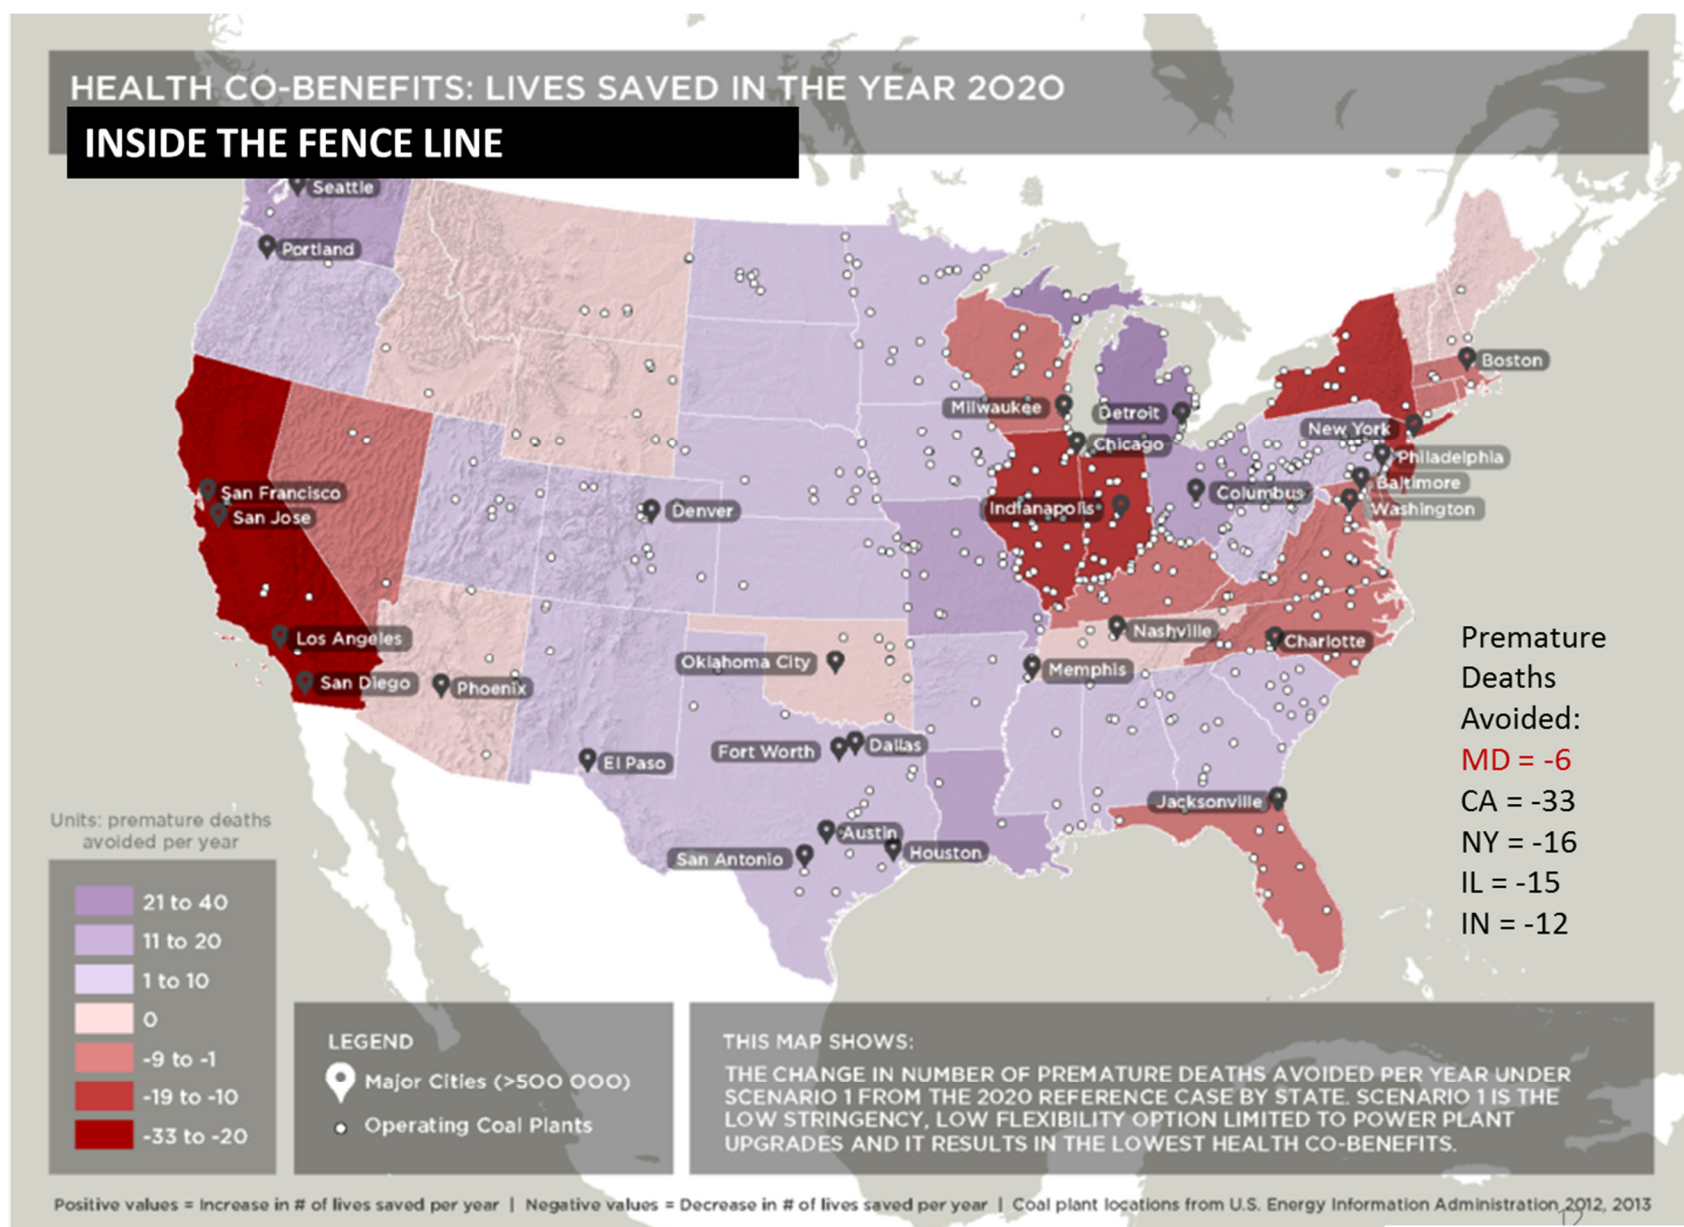 HEALTH CO-BENEFITS: LIVES SAVED IN THE YEAR 2020
INSIDE THE FENCE LINE
Seattle
Portland
Boston
Milwaukee
Detroit
New York
Chicago
Philadelphia
Baltimore
San Francisco
Columbus
San Jose
Denver
Indianapolis
Washington
Los Angeles
Nashville
Charlotte
Oklahoma City
Memphis
San Diego
Phoenix
Fort Worth
Dallas
El Paso
Jacksonville
Austin
San Antonio
Houston
Premature
Deaths
Avoided:
MD = -6
CA = -33
NY = -16
IL = -15
IN = -12
Units: premature deaths
avoided per year
21 to 40
11 to 20
1 to 10
0
-9 to -1
-19 to -10
-33 to -20
LEGEND
Major Cities (>500 000)
Operating Coal Plants
THIS MAP SHOWS:
THE CHANGE IN NUMBER OF PREMATURE DEATHS AVOIDED PER YEAR UNDER
SCENARIO 1 FROM THE 2020 REFERENCE CASE BY STATE. SCENARIO 1 IS THE
LOW STRINGENCY, LOW FLEXIBILITY OPTION LIMITED TO POWER PLANT
UPGRADES AND IT RESULTS IN THE LOWEST HEALTH CO-BENEFITS.
Positive values = Increase in # of lives saved per year | Negative values = Decrease in # of lives saved per year | Coal plant locations from U.S. Energy Information Administration 2012, 2013